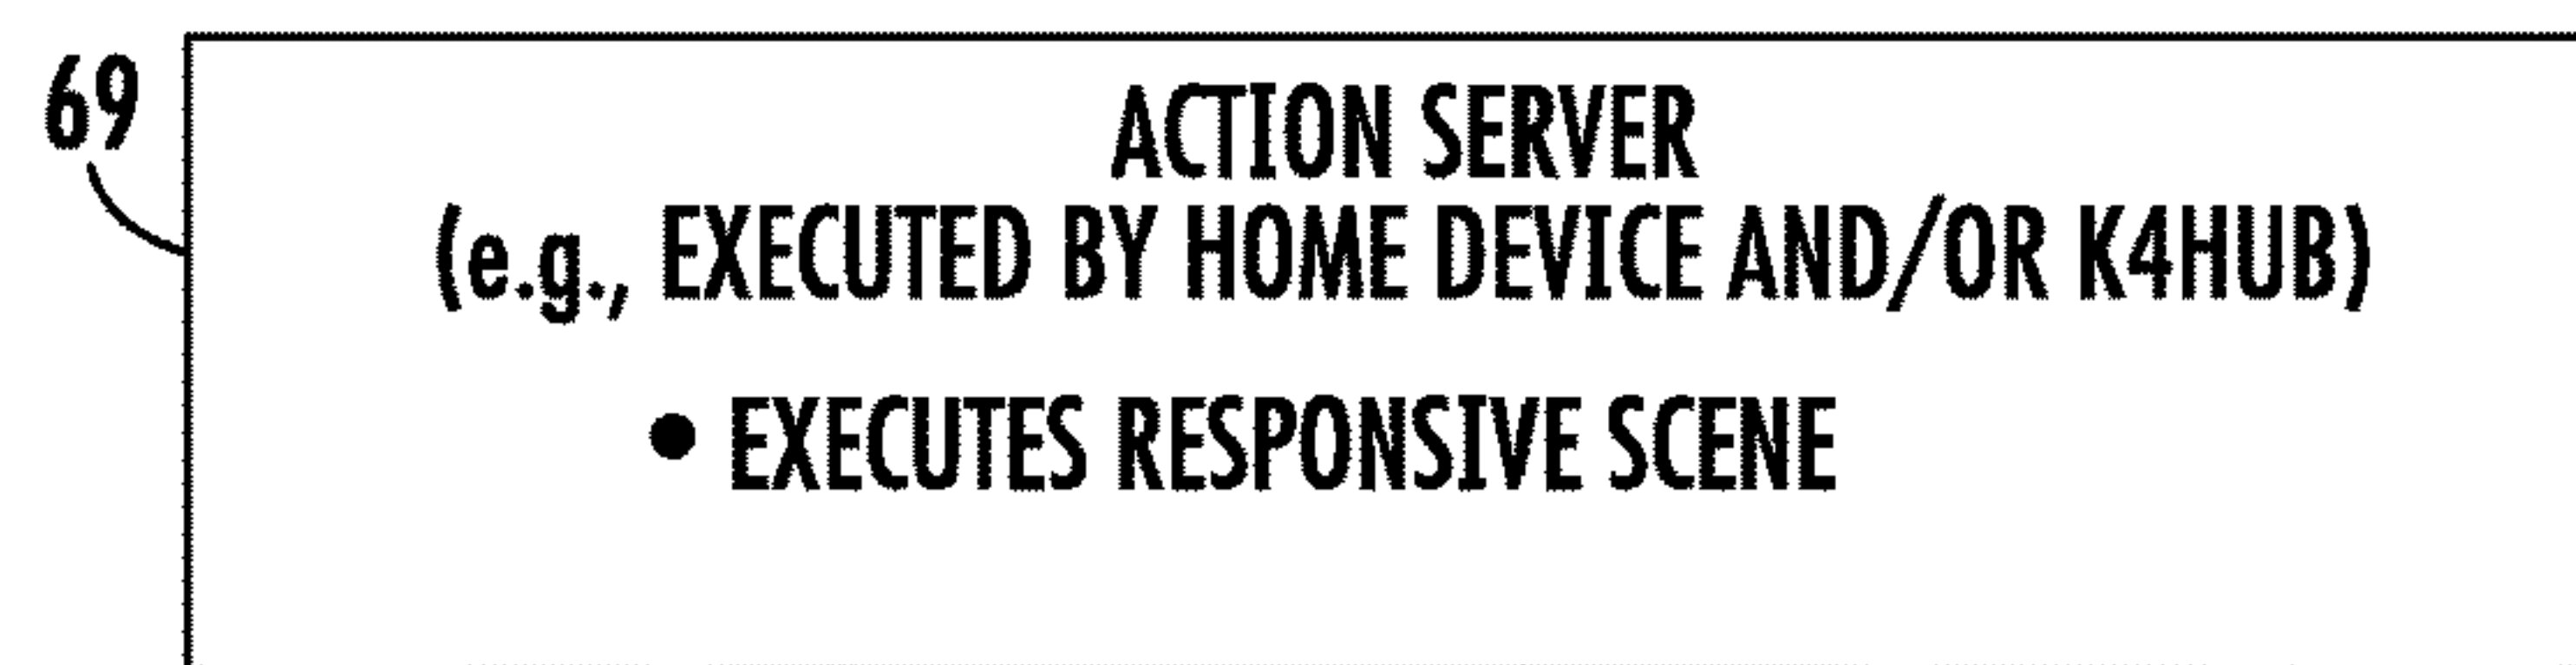 69
ACTION SERVER
(e.g., EXECUTED BY HOME DEVICE AND/OR K4HUB)
• EXECUTES RESPONSIVE SCENE